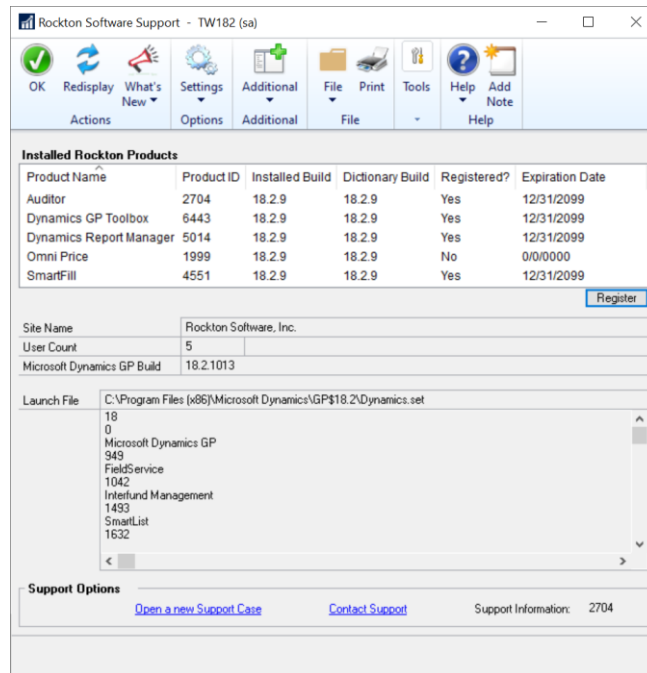 Rockton Software Support - TW182 (sa)
OK Redisplay What's New Settings Additional File Print Tools Help Add Note
Actions Options Additional File Help
Installed Rockton Products
Product Name Product ID Installed Build Dictionary Build Registered? Expiration Date
Auditor 2704 18.2.9 18.2.9 Yes 12/31/2099
Dynamics GP Toolbox 6443 18.2.9 18.2.9 Yes 12/31/2099
Dynamics Report Manager 5014 18.2.9 18.2.9 Yes 12/31/2099
Omni Price 1999 18.2.9 18.2.9 No 0/0/0000
SmartFill 4551 18.2.9 18.2.9 Yes 12/31/2099
Register
Site Name Rockton Software, Inc.
User Count 5
Microsoft Dynamics GP Build 18.2.1013
Launch File C:\Program Files (x86)\Microsoft Dynamics\GP$18.2\Dynamics.set
18
0
Microsoft Dynamics GP
949
FieldService
1042
Interfund Management
1493
SmartList
1632
Support Options
Open a new Support Case Contact Support Support Information: 2704